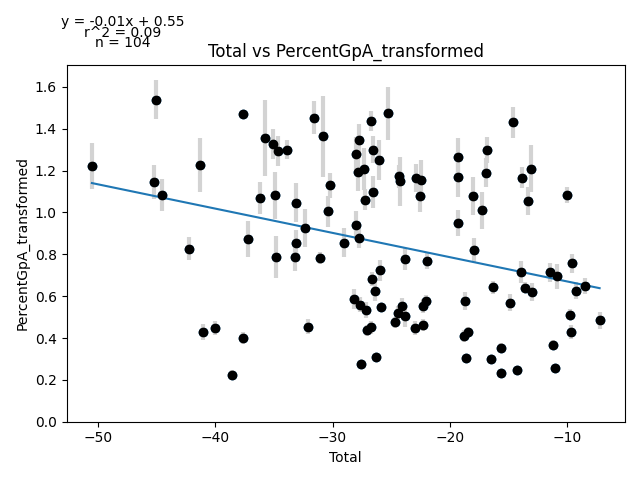 y = -0.01x + 0.55
r^2 = 0.09
n = 104
Total vs PercentGpA_transformed
PercentGpA_transformed
1.6
1.4
1.2
1.0
0.8
0.6
0.4
0.2
0.0
−50 −40 −30 −20 −10
Total